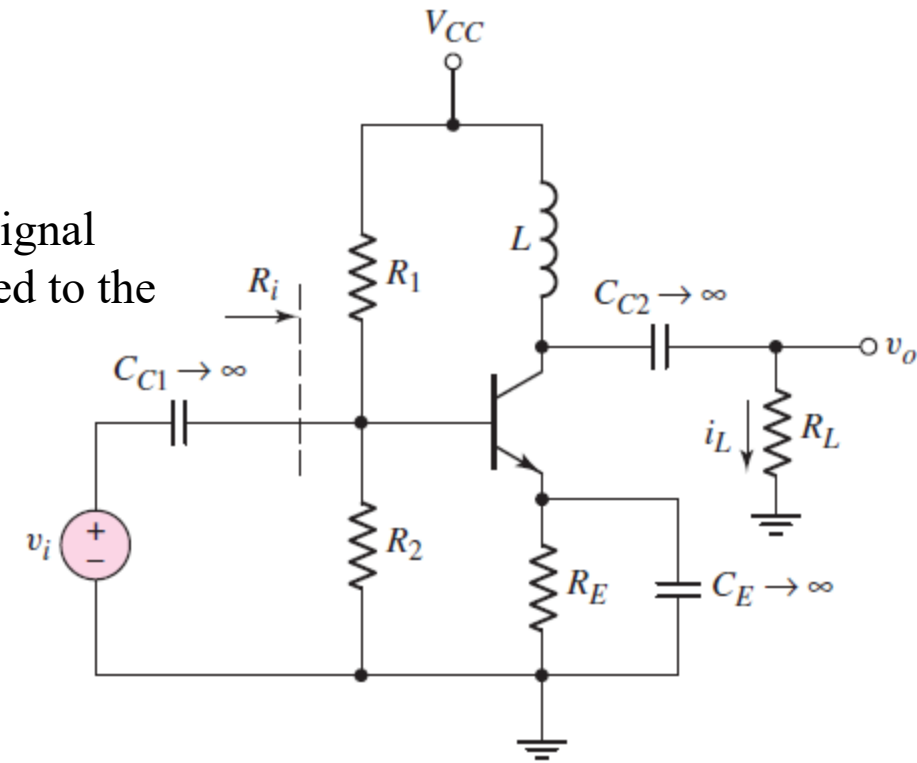 V_CC
ignal
ed to the
R_i
R_1
L
C_C2 → ∞
v_o
C_C1 → ∞
i_L
R_L
v_i
+
−
R_2
R_E
C_E → ∞